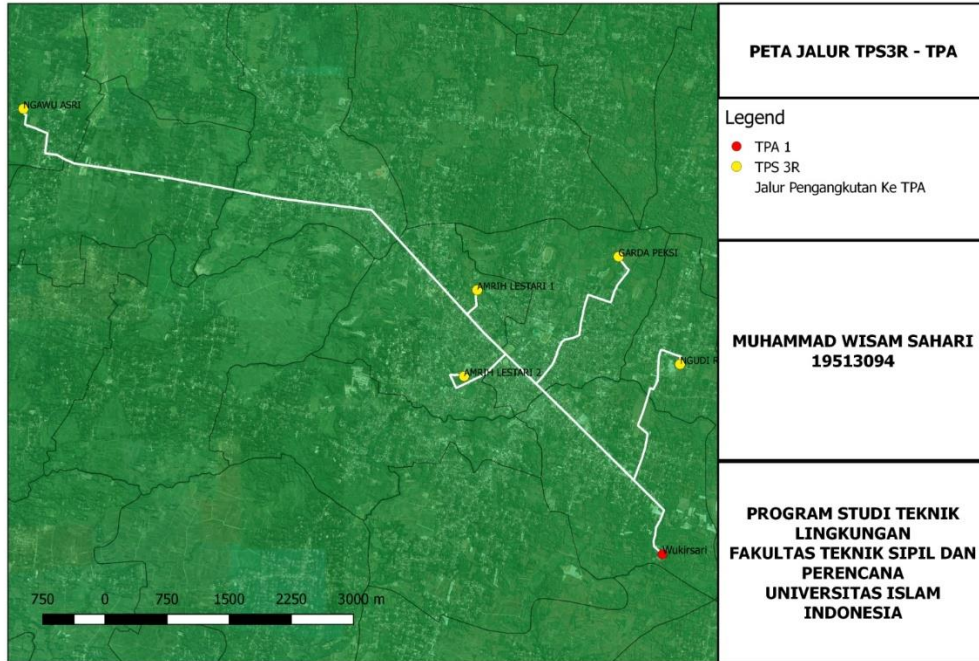 PETA JALUR TPS3R - TPA
Legend
TPA 1
TPS 3R
Jalur Pengangkutan Ke TPA
MUHAMMAD WISAM SAHARI
19513094
PROGRAM STUDI TEKNIK
LINGKUNGAN
FAKULTAS TEKNIK SIPIL DAN
PERENCANA
UNIVERSITAS ISLAM
INDONESIA
NGAWU ASRI
GARDA PEKSI
AMRIH LESTARI 1
NGUDI R
AMRIH LESTARI 2
Wukirsari
750 0 750 1500 2250 3000 m